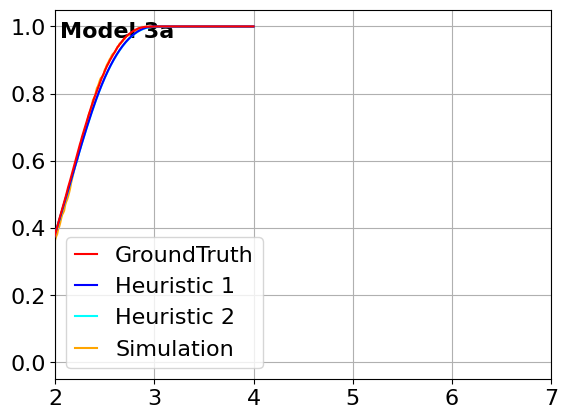 Model 3a
1.0
0.8
0.6
0.4
0.2
0.0
GroundTruth
Heuristic 1
Heuristic 2
Simulation
2 3 4 5 6 7